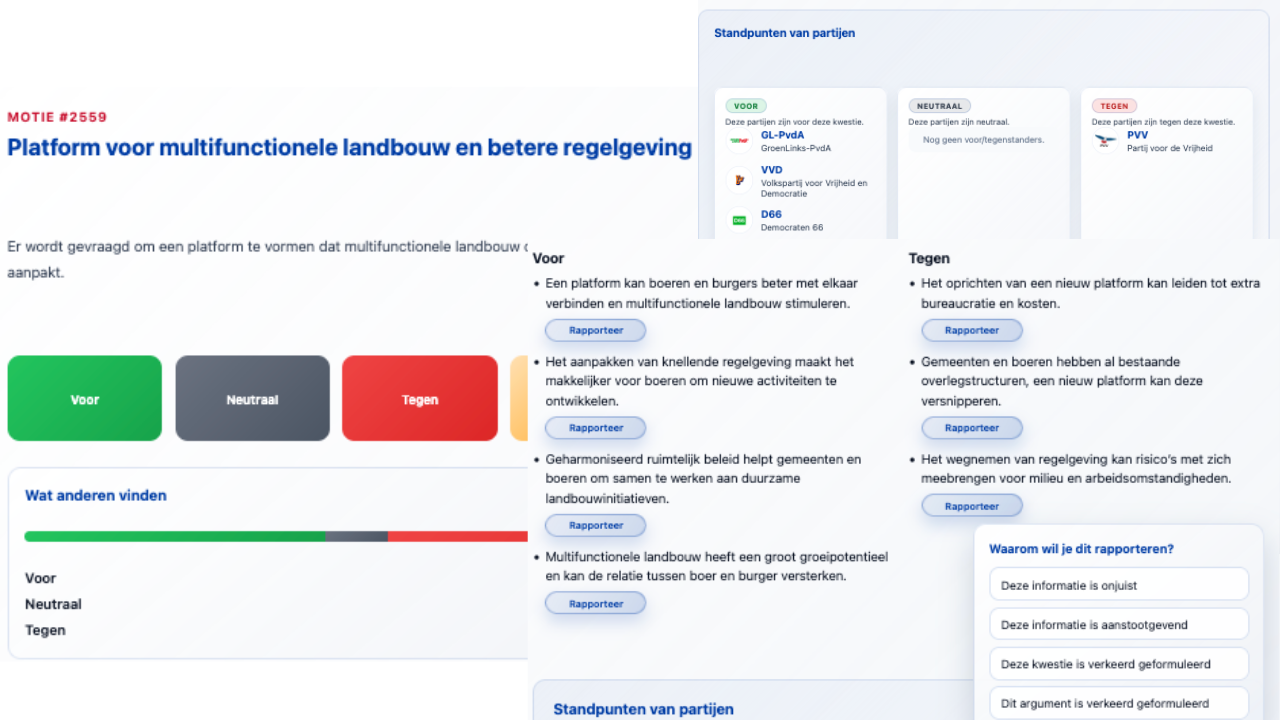 MOTIE #2559
Platform voor multifunctionele landbouw en betere regelgeving
Er wordt gevraagd om een platform te vormen dat multifunctionele landbouw
aanpakt.
Voor
Neutraal
Tegen
Wat anderen vinden
Voor
Neutraal
Tegen
Standpunten van partijen
VOOR
Deze partijen zijn voor deze kwestie.
GL-PvdA
GroenLinks-PvdA
VVD
Volkspartij voor Vrijheid en
Democratie
D66
Democraten 66
NEUTRAAL
Deze partijen zijn neutraal.
Nog geen voor/tegenstanders.
TEGEN
Deze partijen zijn tegen deze kwestie.
PVV
Partij voor de Vrijheid
Voor
• Een platform kan boeren en burgers beter met elkaar
verbinden en multifunctionele landbouw stimuleren.
Rapporteer
• Het aanpakken van knellende regelgeving maakt het
makkelijker voor boeren om nieuwe activiteiten te
ontwikkelen.
Rapporteer
• Geharmoniseerd ruimtelijk beleid helpt gemeenten en
boeren om samen te werken aan duurzame
landbouwinitiatieven.
Rapporteer
• Multifunctionele landbouw heeft een groot groeipotentieel
en kan de relatie tussen boer en burger versterken.
Rapporteer
Tegen
• Het oprichten van een nieuw platform kan leiden tot extra
bureaucratie en kosten.
Rapporteer
• Gemeenten en boeren hebben al bestaande
overlegstructuren, een nieuw platform kan deze
versnipperen.
Rapporteer
• Het wegnemen van regelgeving kan risico's met zich
meebrengen voor milieu en arbeidsomstandigheden.
Rapporteer
Waarom wil je dit rapporteren?
Deze informatie is onjuist
Deze informatie is aanstootgevend
Deze kwestie is verkeerd geformuleerd
Dit argument is verkeerd geformuleerd
Standpunten van partijen